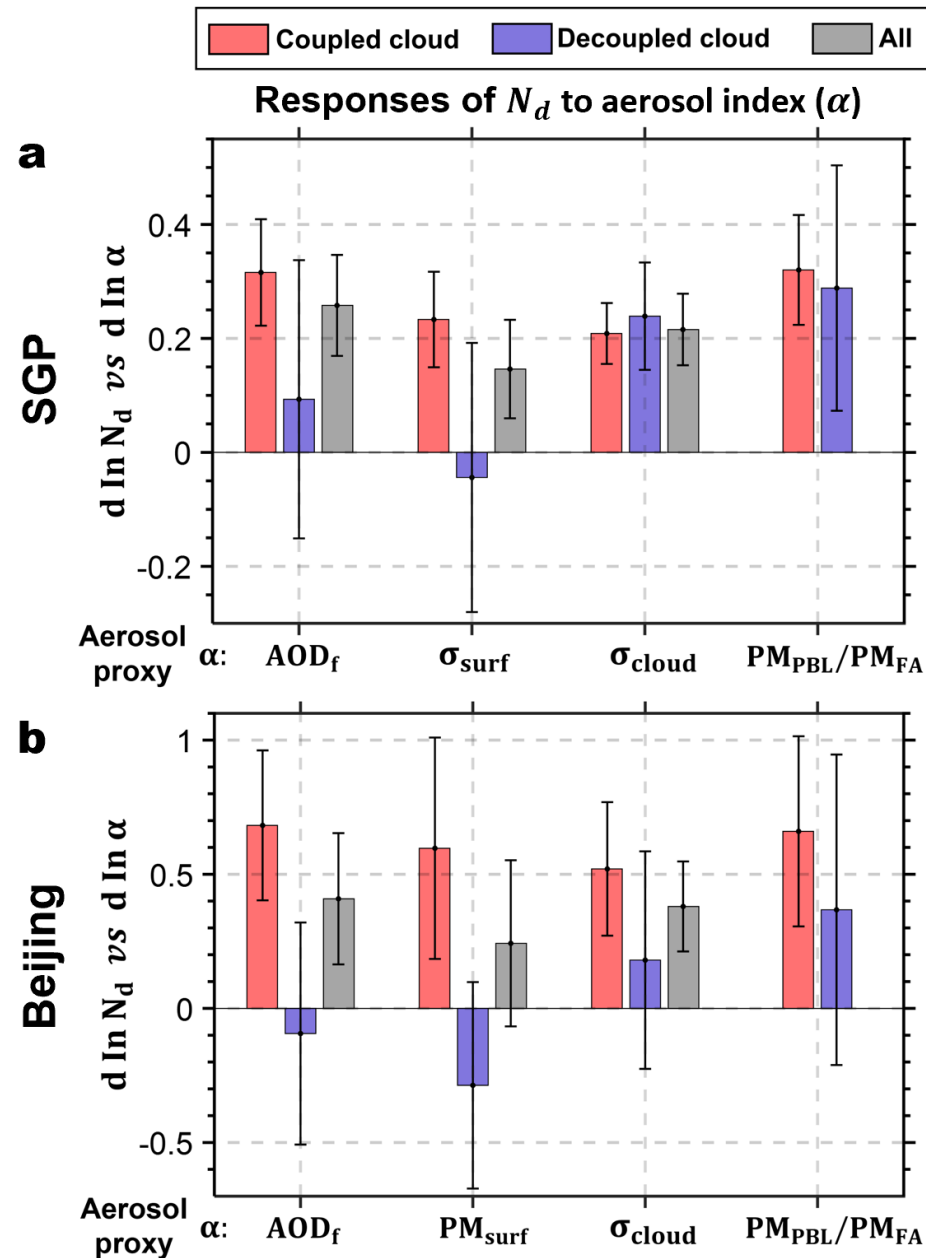 Coupled cloud Decoupled cloud All
Responses of N_d to aerosol index (α)
a
SGP
d ln N_d vs d ln α
0.4
0.2
0
-0.2
Aerosol proxy α: AOD_f σ_surf σ_cloud PM_PBL/PM_FA
b
Beijing
d ln N_d vs d ln α
1
0.5
0
-0.5
Aerosol proxy α: AOD_f PM_surf σ_cloud PM_PBL/PM_FA